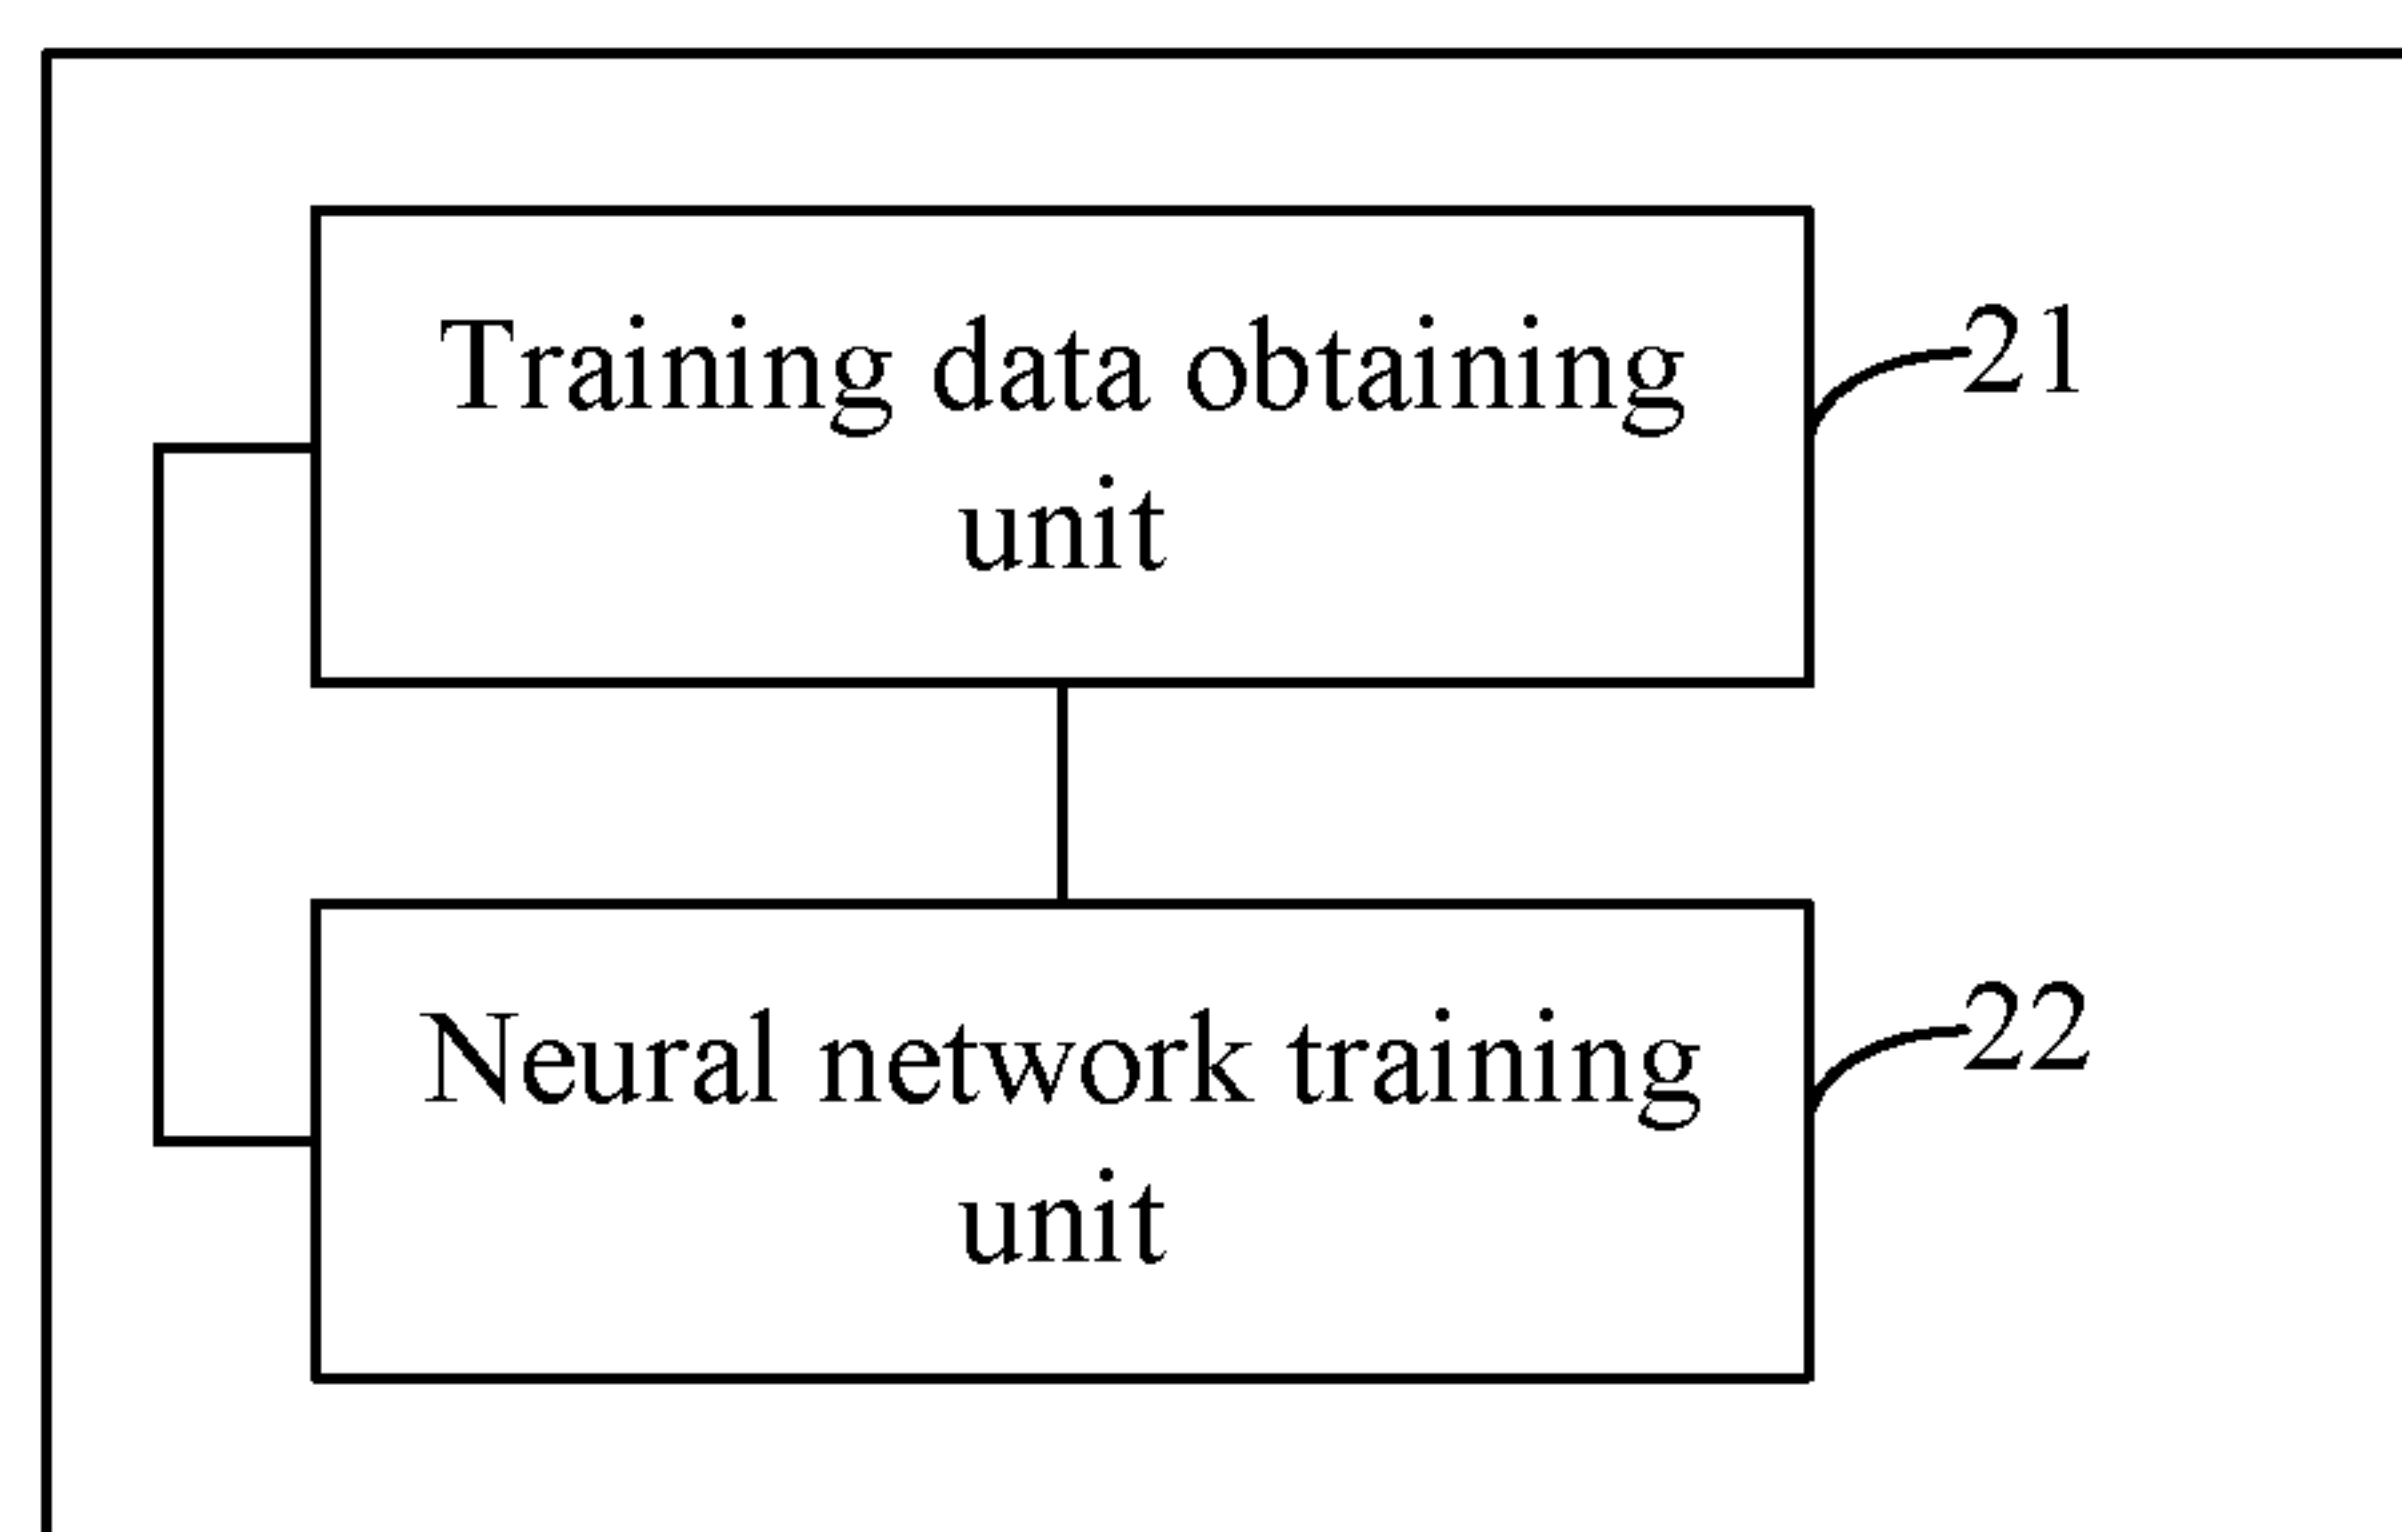 Training data obtaining
unit
21
Neural network training
unit
22